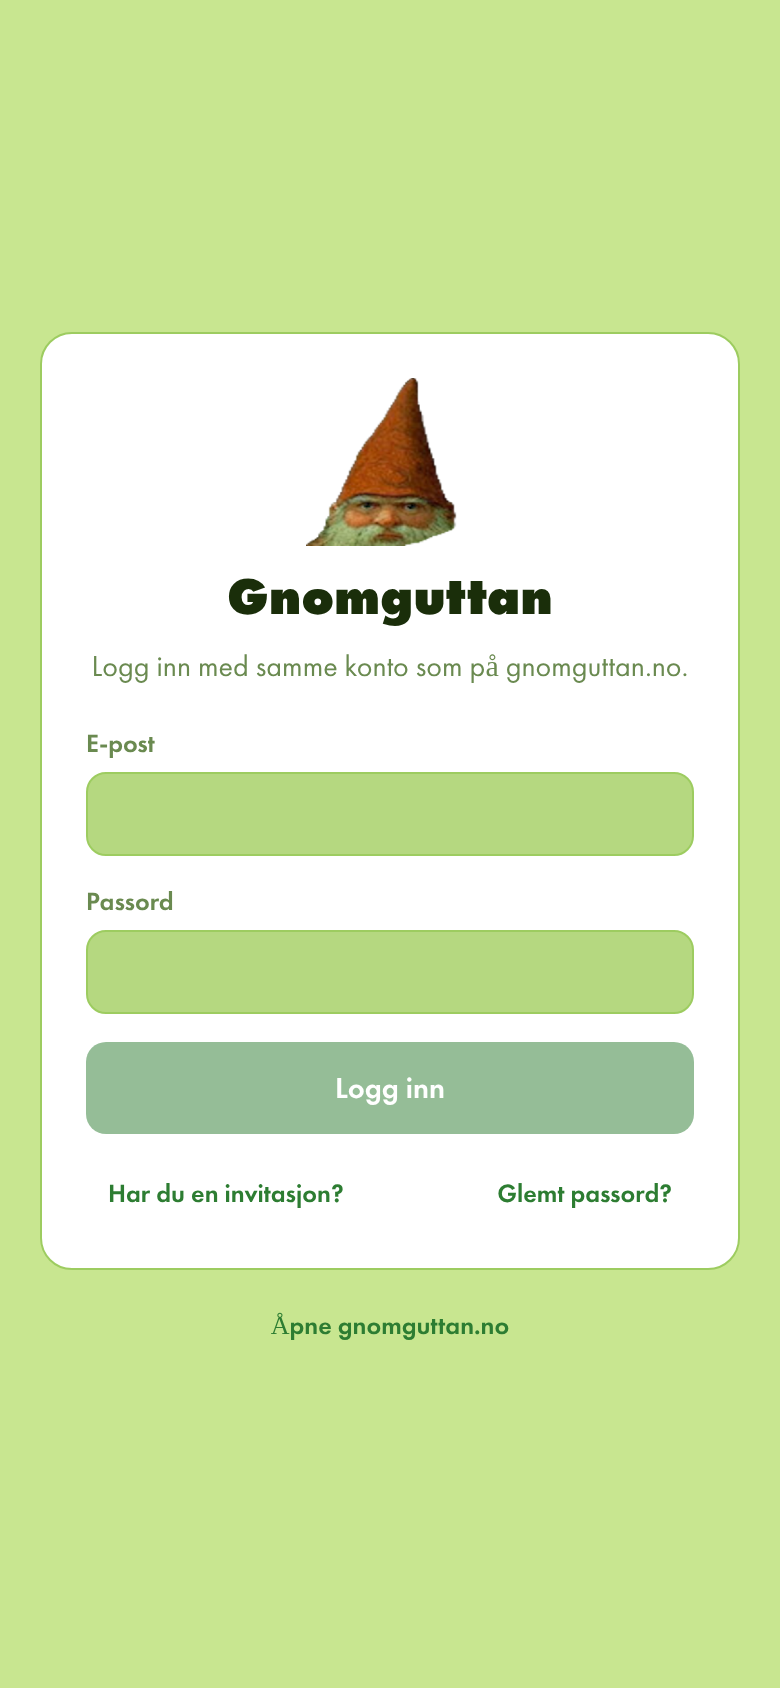 Gnomguttan
Logg inn med samme konto som på gnomguttan.no.
E-post
Passord
Logg inn
Har du en invitasjon?
Glemt passord?
Åpne gnomguttan.no